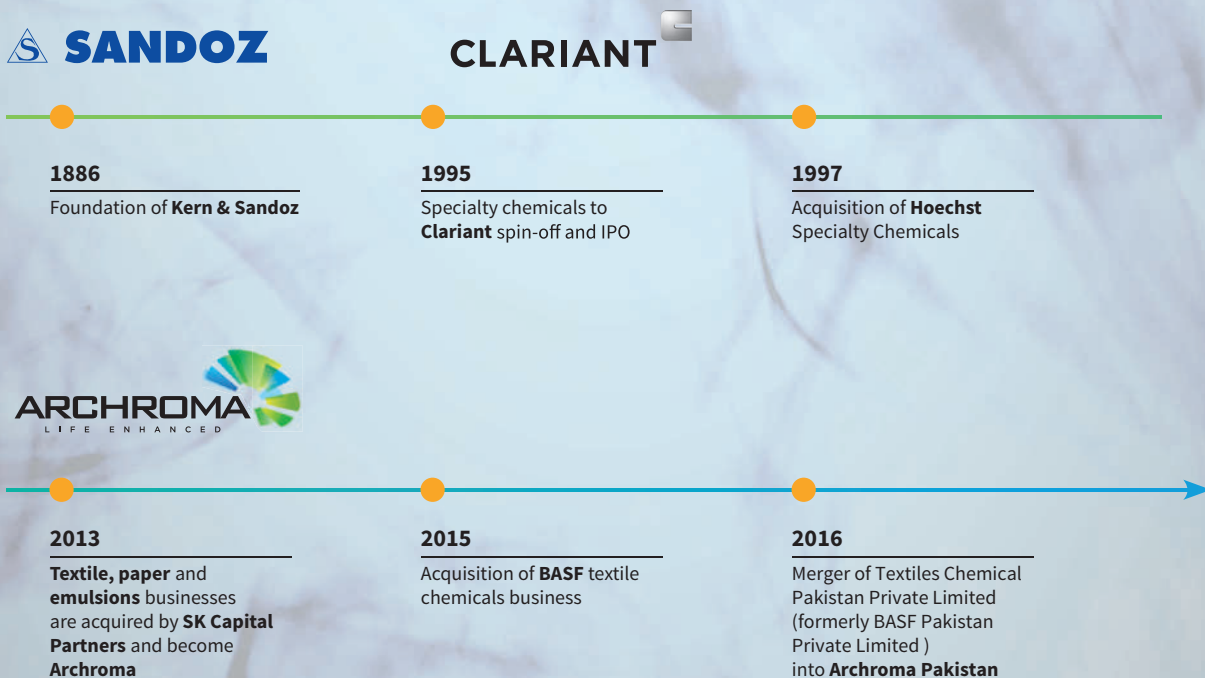 SANDOZ
CLARIANT
1886
Foundation of Kern & Sandoz
1995
Specialty chemicals to
Clariant spin-off and IPO
1997
Acquisition of Hoechst
Specialty Chemicals
ARCHROMA
LIFE ENHANCED
2013
Textile, paper and
emulsions businesses
are acquired by SK Capital
Partners and become
Archroma
2015
Acquisition of BASF textile
chemicals business
2016
Merger of Textiles Chemical
Pakistan Private Limited
(formerly BASF Pakistan
Private Limited )
into Archroma Pakistan